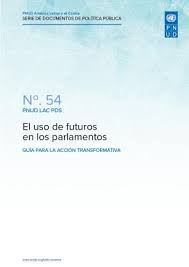 PNUD América Latina y el Caribe
SERIE DE DOCUMENTOS DE POLÍTICA PÚBLICA
P N
U D
Nº. 54
PNUD LAC PDS
El uso de futuros
en los parlamentos
GUÍA PARA LA ACCIÓN TRANSFORMATIVA